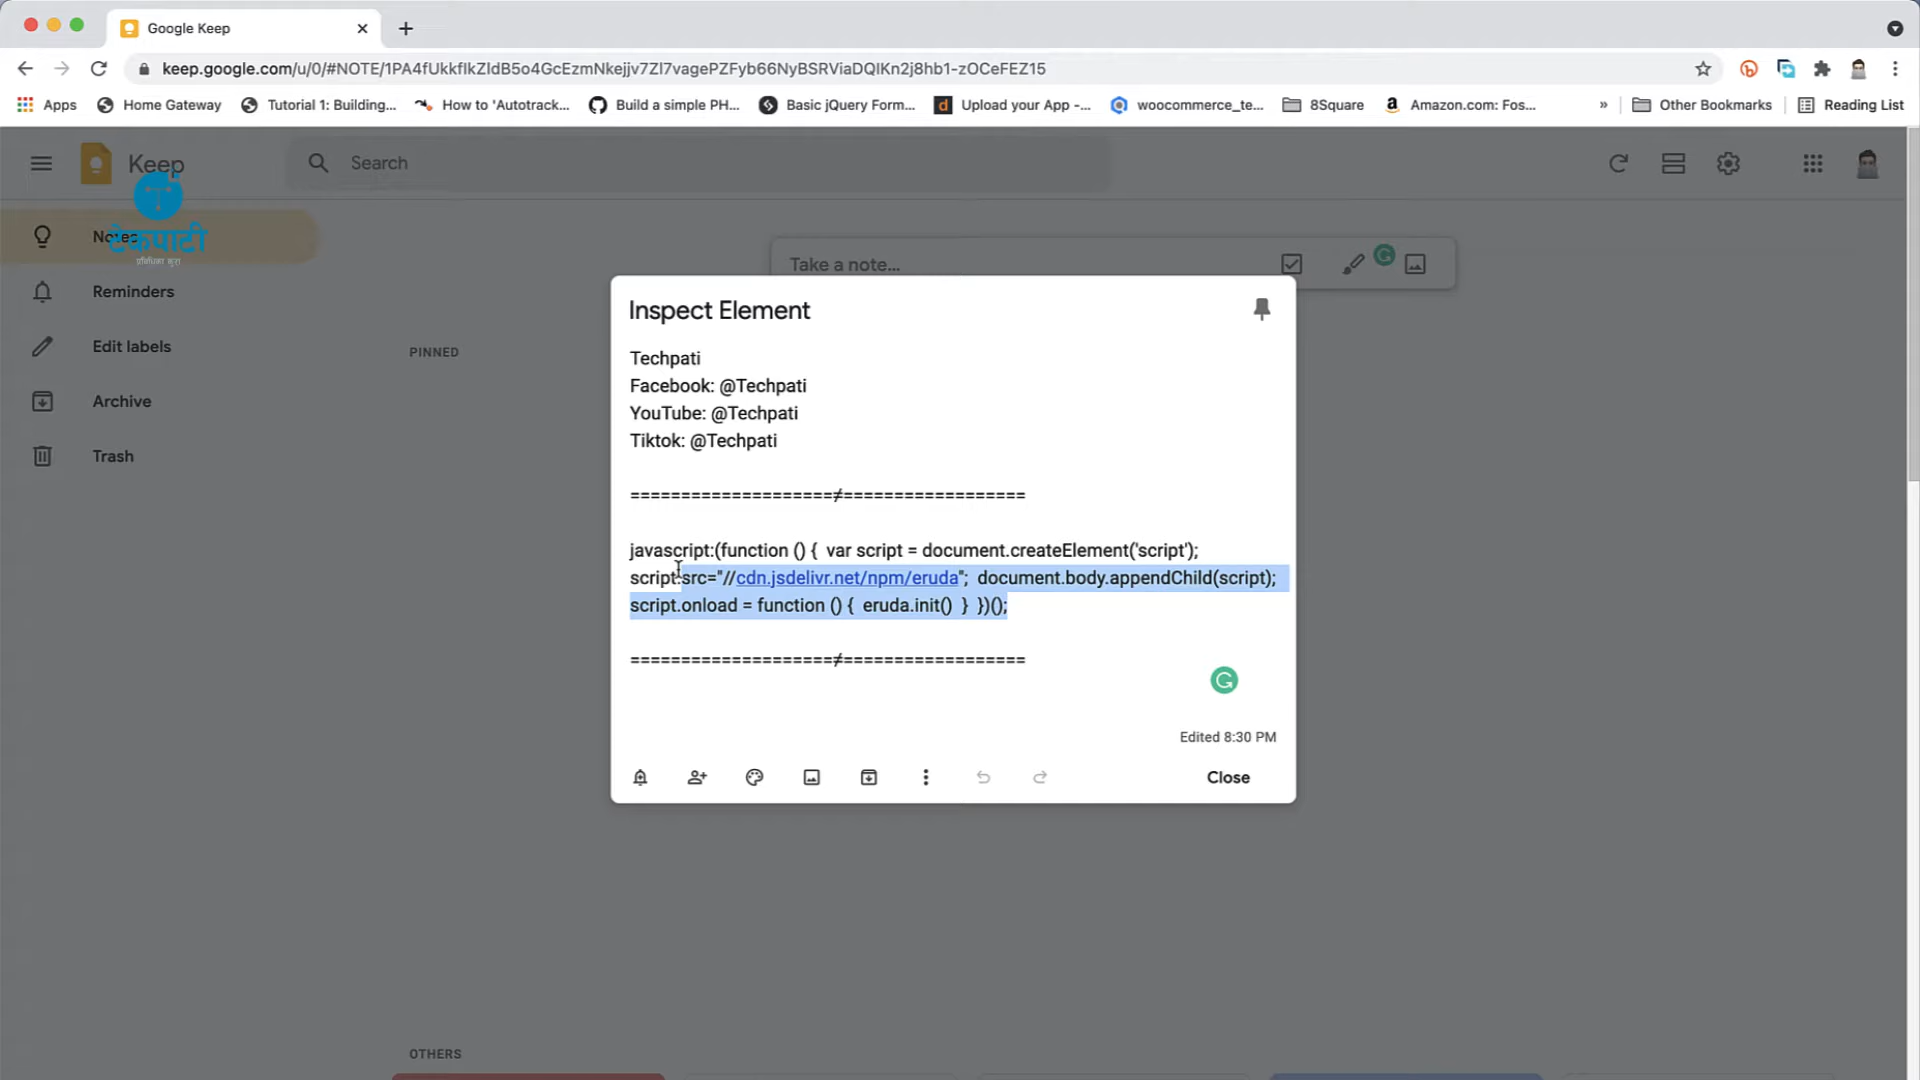 Google Keep
keep.google.com/u/0/#NOTE/1PA4fUkkfIkZIdB5o4GcEzmNkejjv7ZI7vagePZFyb66NyBSRViaDQIKn2j8hb1-zOCeFEZ15
Apps Home Gateway Tutorial 1: Building... How to 'Autotrack... Build a simple PH... Basic jQuery Form... Upload your App -... woocommerce_te... 8Square Amazon.com: Fos... » Other Bookmarks Reading List
Keep Search
Notes
टेकपाटी
Reminders
Edit labels
Archive
Trash
Take a note...
PINNED
Inspect Element
Techpati
Facebook: @Techpati
YouTube: @Techpati
Tiktok: @Techpati
====================≠==================
javascript:(function () {  var script = document.createElement('script');
script.src="//cdn.jsdelivr.net/npm/eruda";  document.body.appendChild(script);
script.onload = function () {  eruda.init()  }  })();
====================≠==================
Edited 8:30 PM
Close
OTHERS